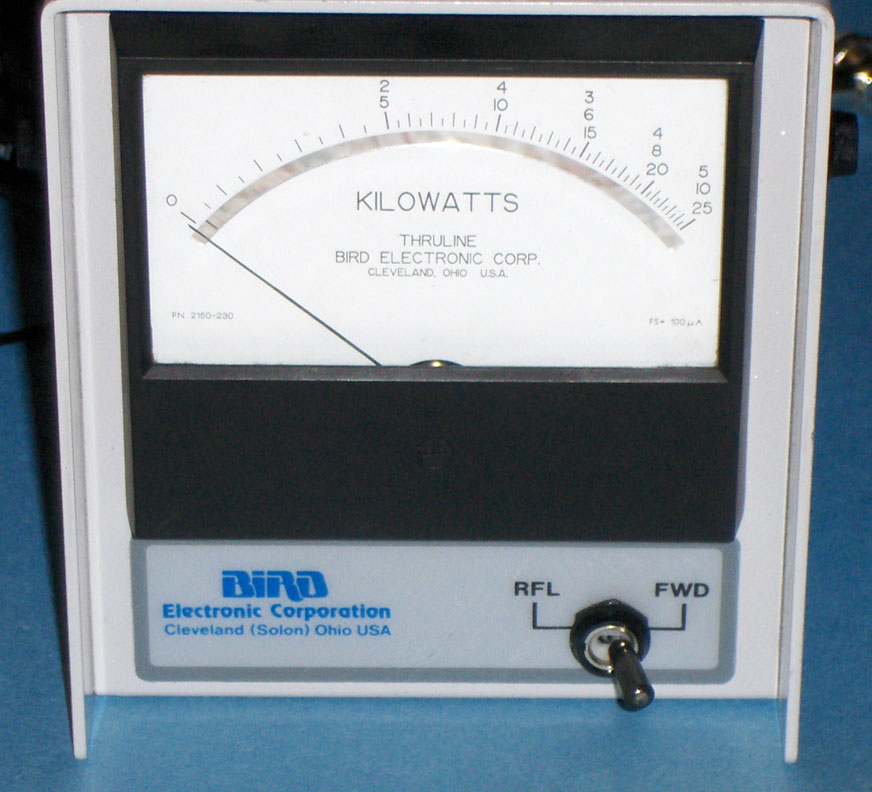 0
2
5
4
10
3
6
15
4
8
20
5
10
25
KILOWATTS
THRULINE
BIRD ELECTRONIC CORP.
CLEVELAND, OHIO U.S.A.
PN 2150-230
FS= 100µA
BIRD
Electronic Corporation
Cleveland (Solon) Ohio USA
RFL FWD